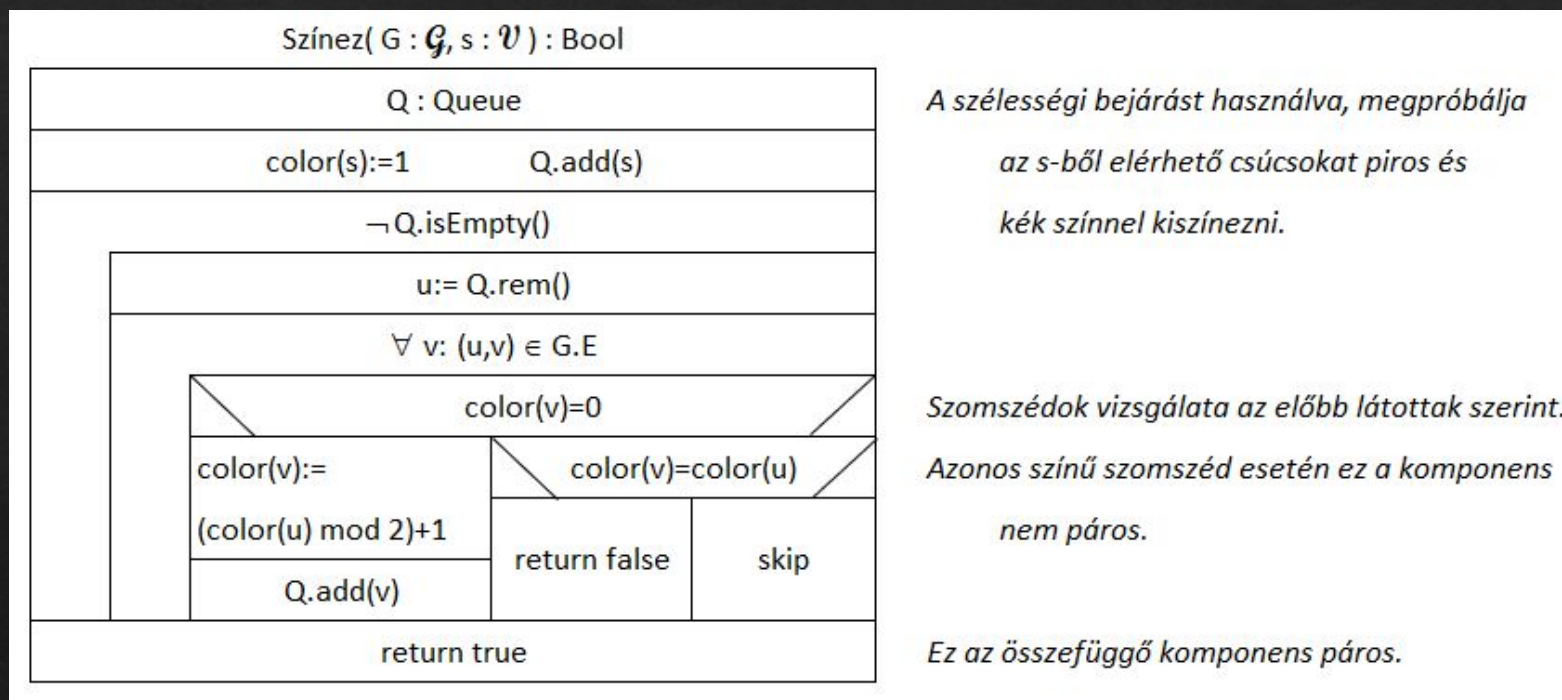 Színez( G : 𝓖, s : 𝓥 ) : Bool
Q : Queue
A szélességi bejárást használva, megpróbálja
color(s):=1 Q.add(s)
az s-ből elérhető csúcsokat piros és
¬ Q.isEmpty()
kék színnel kiszínezni.
u:= Q.rem()
∀ v: (u,v) ∈ G.E
color(v)=0
Szomszédok vizsgálata az előbb látottak szerint.
color(v):=
color(v)=color(u)
Azonos színű szomszéd esetén ez a komponens
(color(u) mod 2)+1
nem páros.
return false
skip
Q.add(v)
return true
Ez az összefüggő komponens páros.